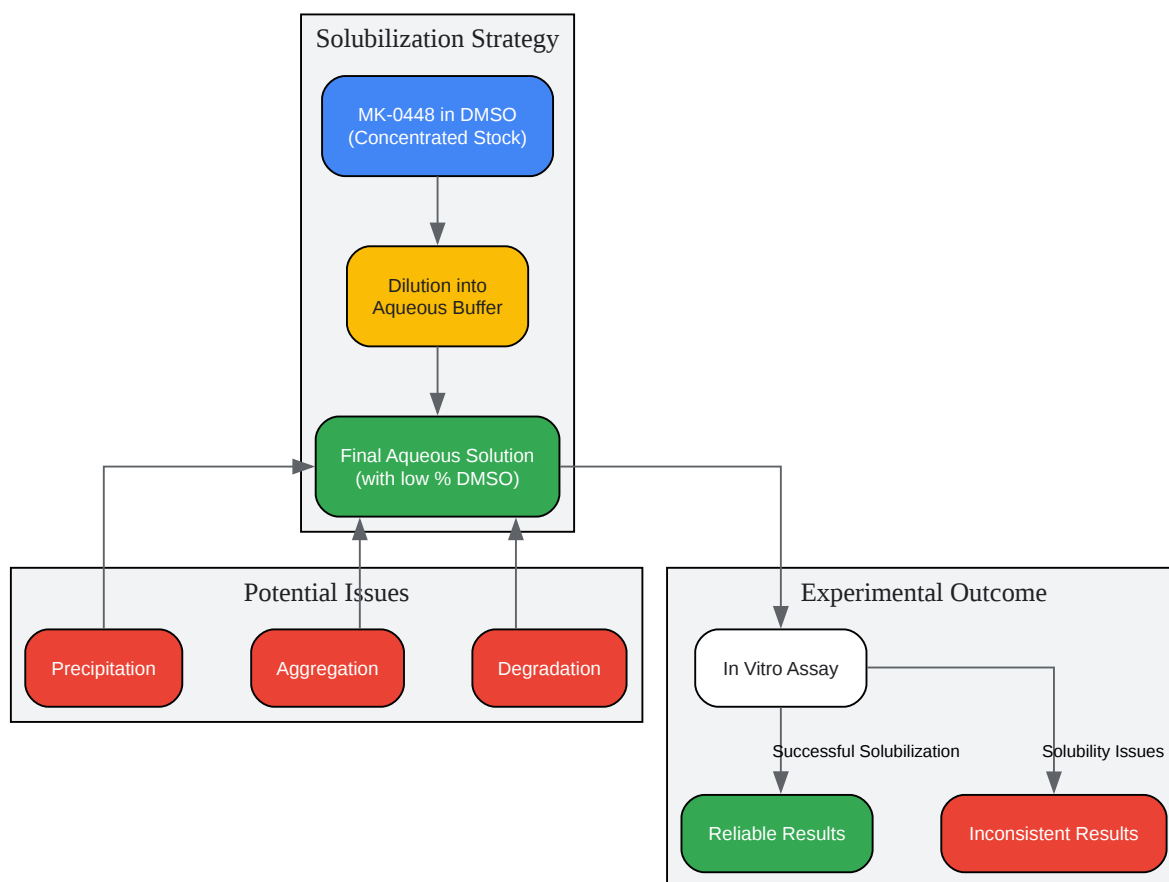 Solubilization Strategy
MK-0448 in DMSO
(Concentrated Stock)
Dilution into
Aqueous Buffer
Final Aqueous Solution
(with low % DMSO)
Potential Issues
Precipitation
Aggregation
Degradation
Experimental Outcome
In Vitro Assay
Successful Solubilization
Solubility Issues
Reliable Results
Inconsistent Results